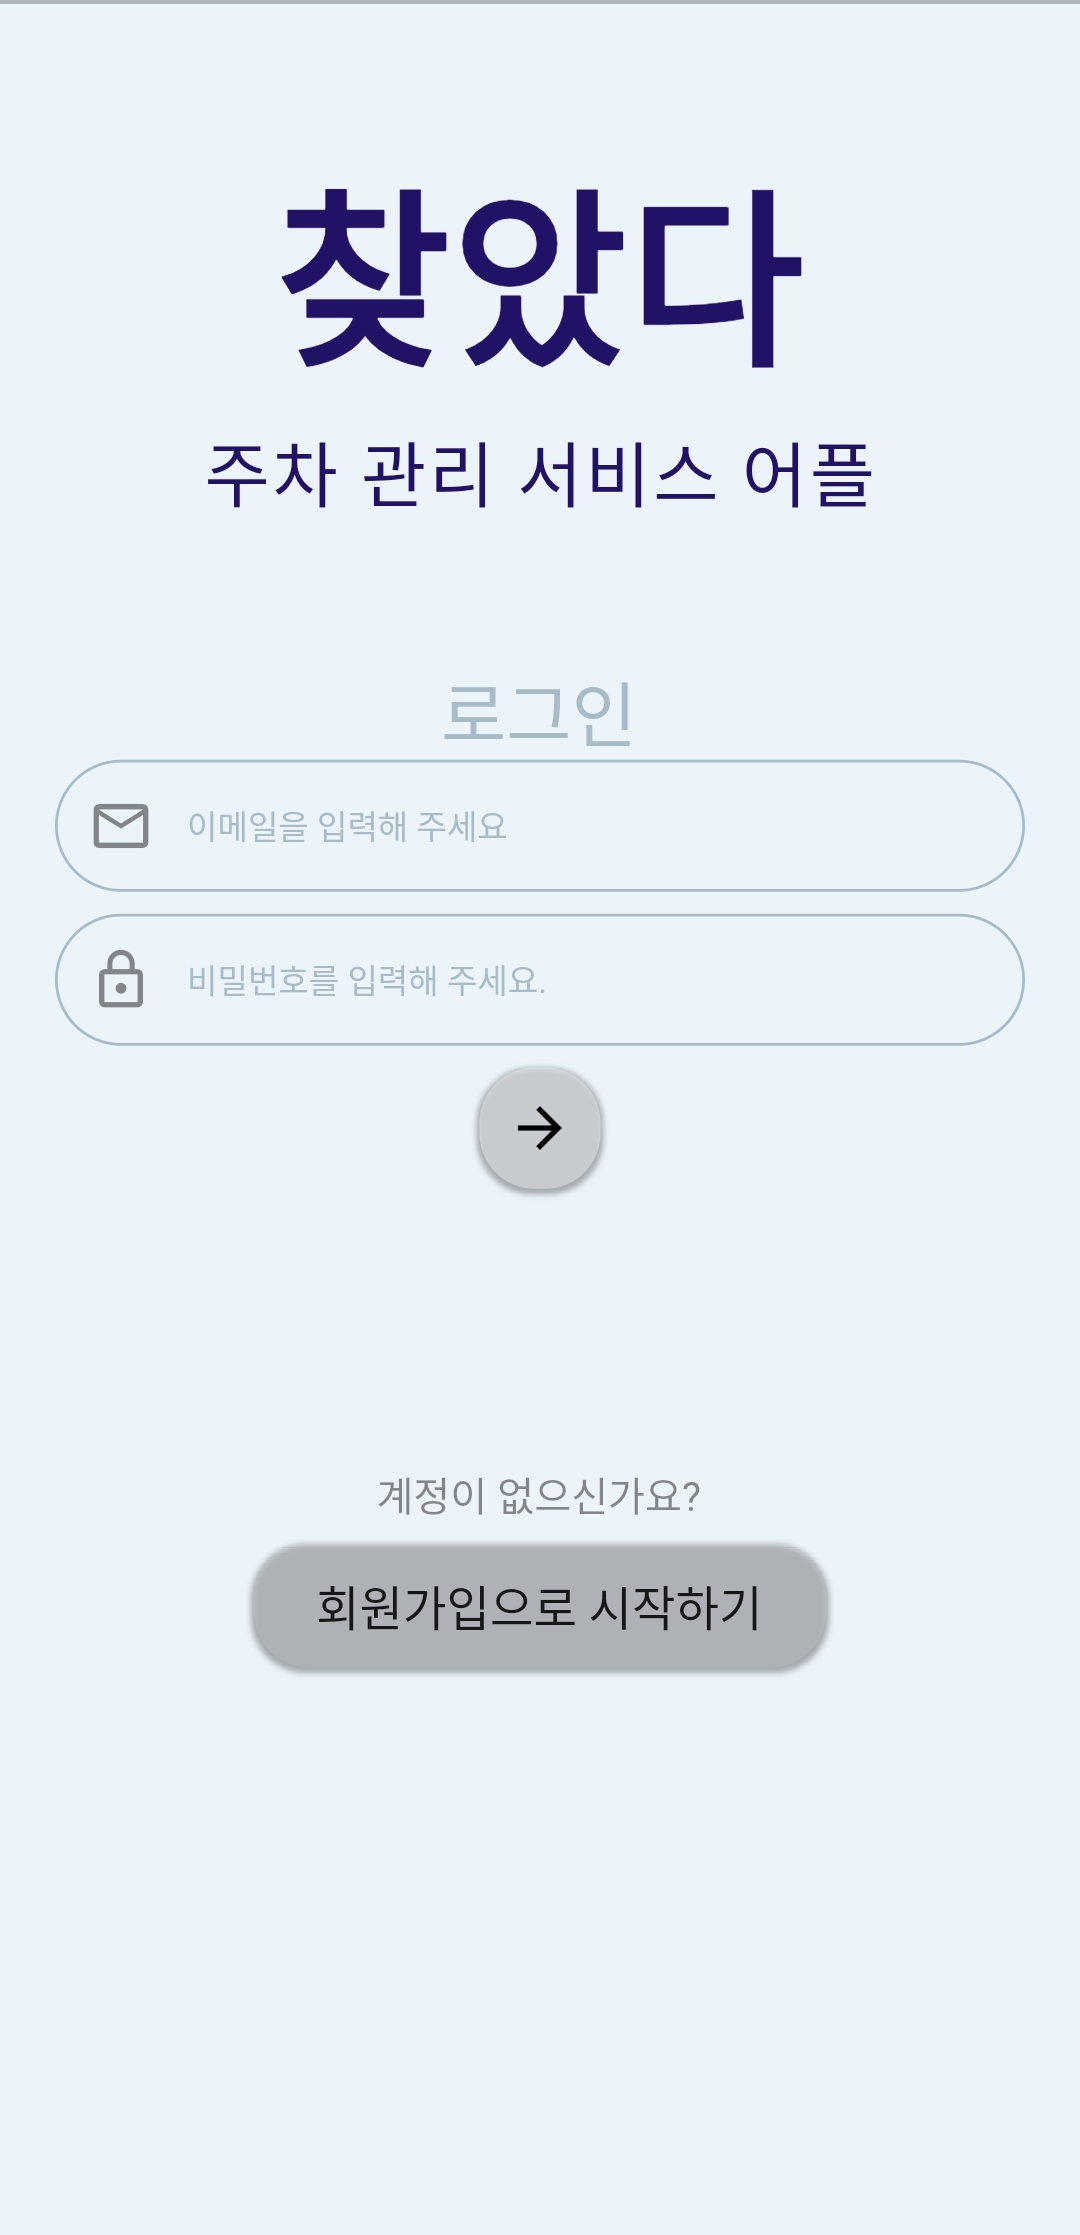 찾았다
주차 관리 서비스 어플
로그인
이메일을 입력해 주세요
비밀번호를 입력해 주세요.
계정이 없으신가요?
회원가입으로 시작하기